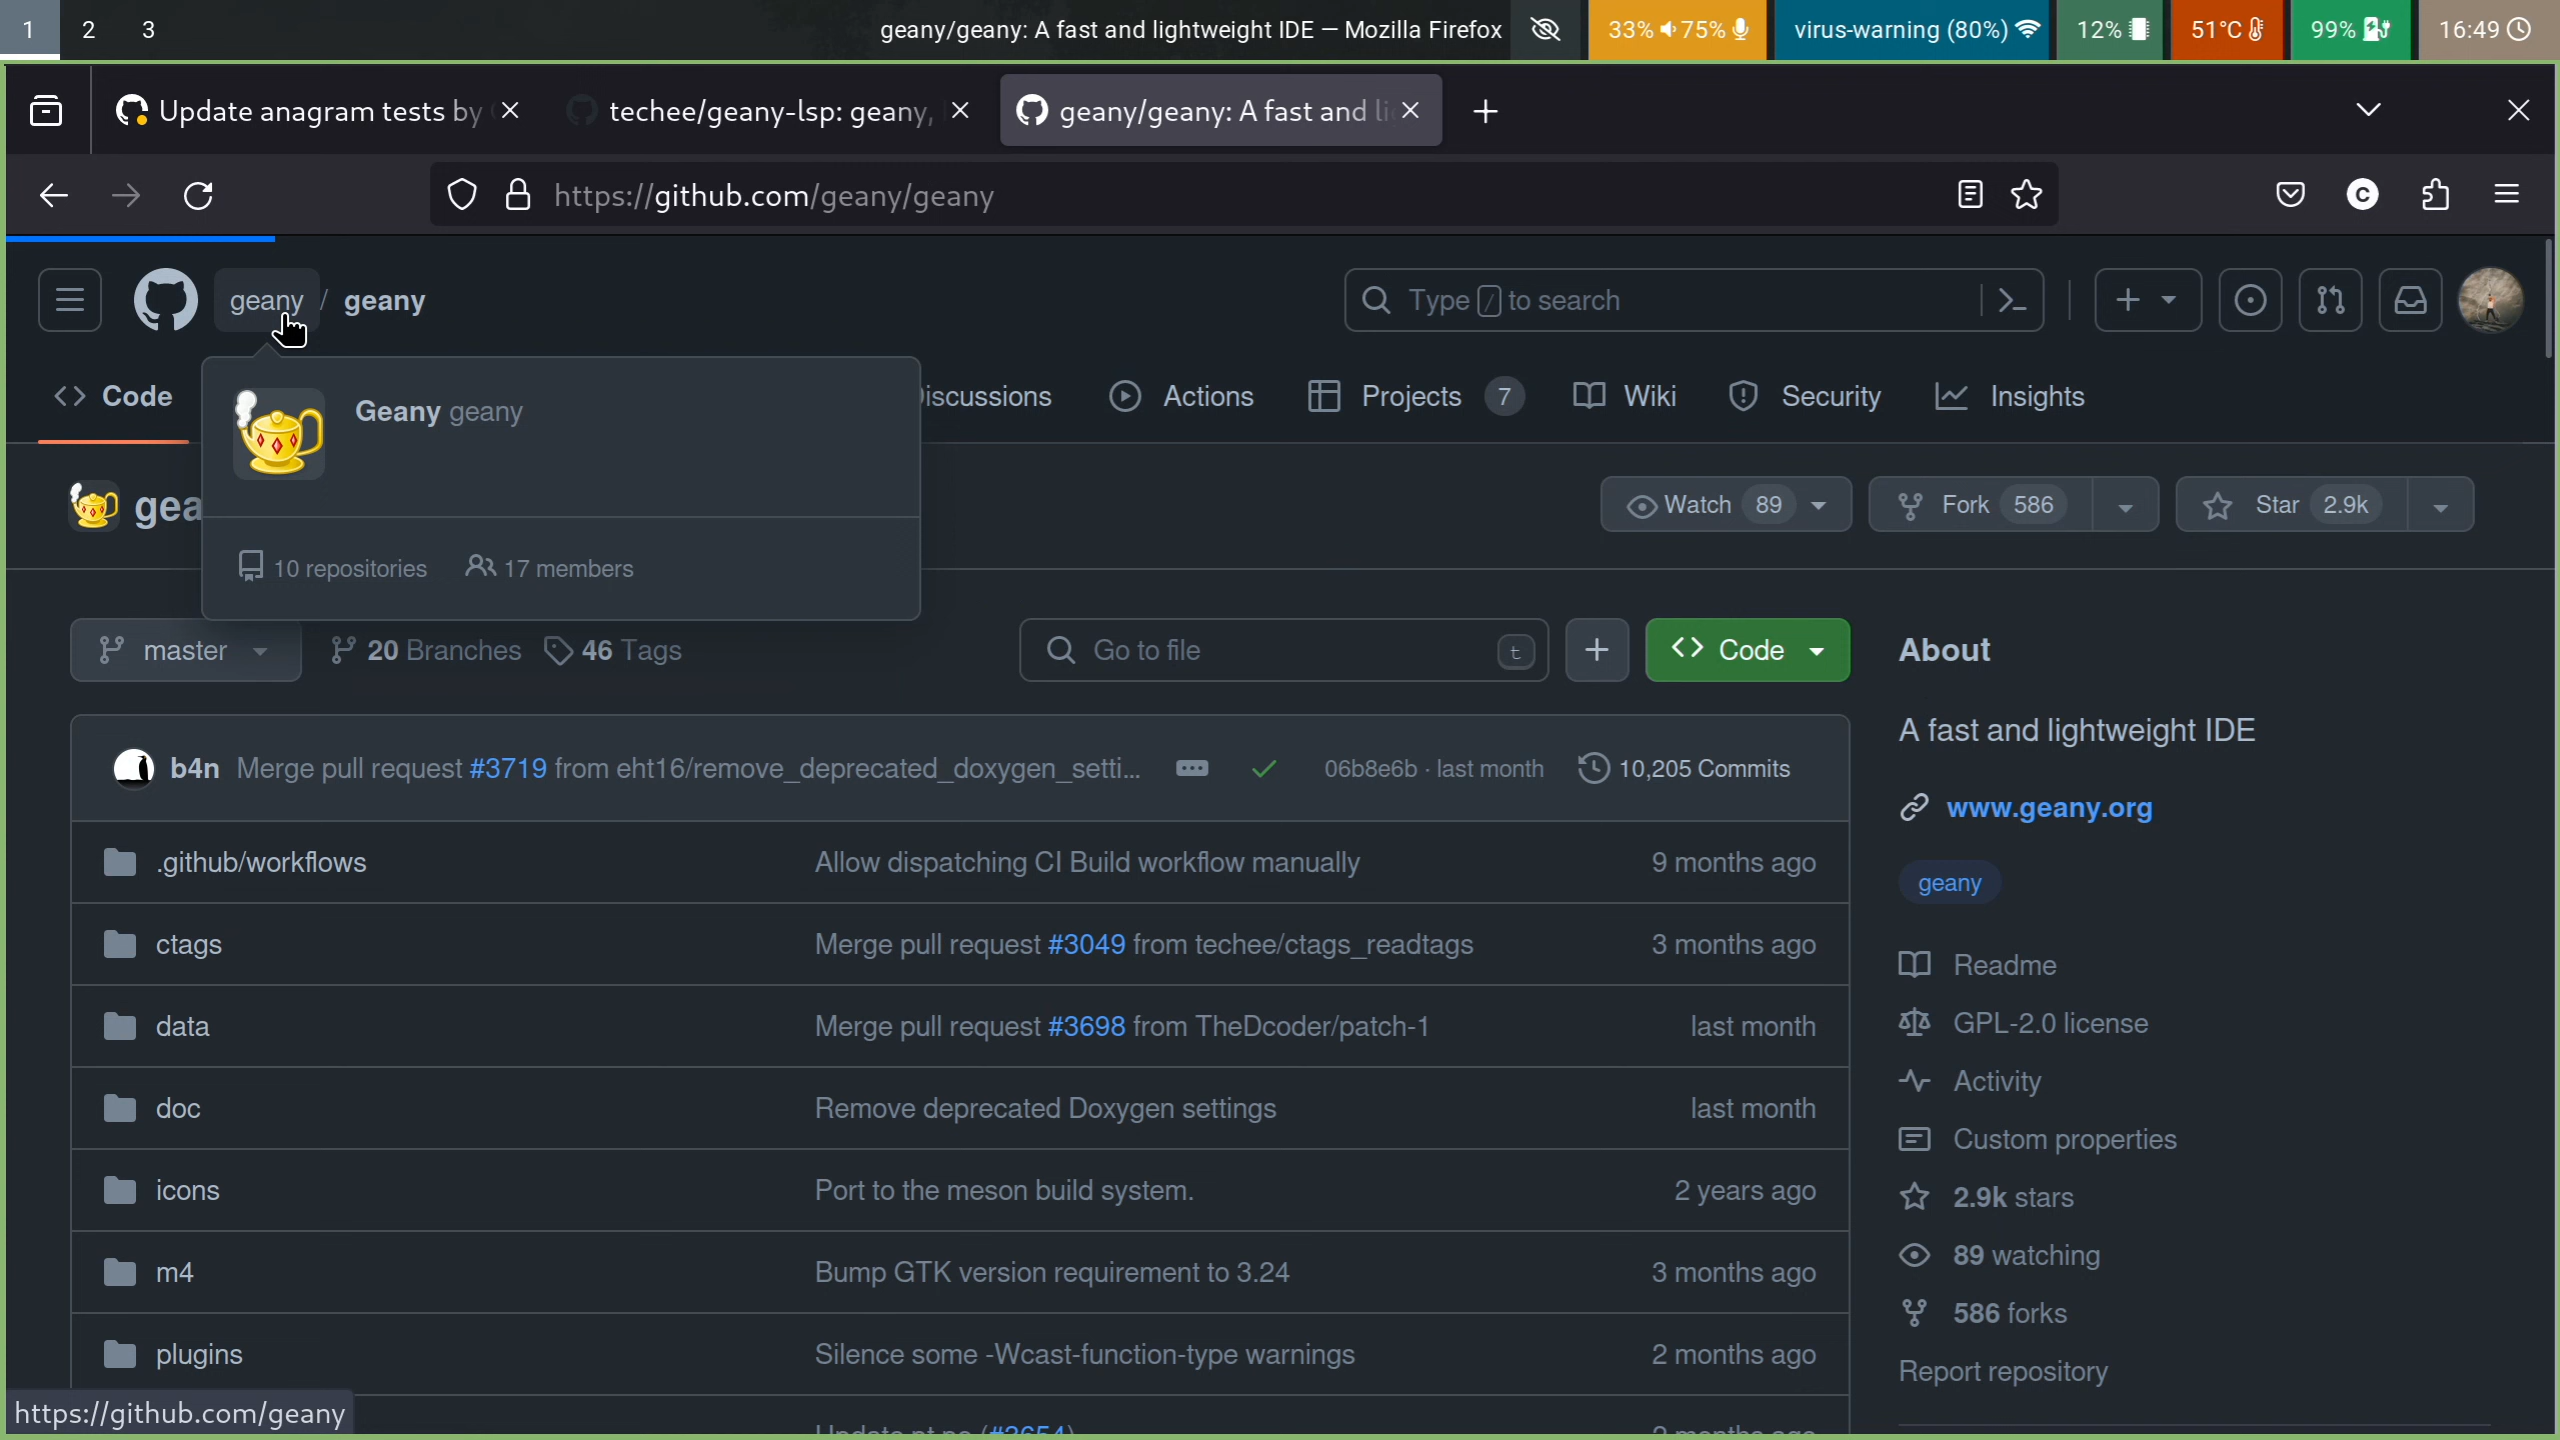 1 2 3 geany/geany: A fast and lightweight IDE — Mozilla Firefox 33% 75% virus-warning (80%) 12% 51°C 99% 16:49
Update anagram tests by techee/geany-lsp: geany, geany/geany: A fast and li
https://github.com/geany/geany
geany / geany Type / to search
Code iscussions Actions Projects 7 Wiki Security Insights
Geany geany
gea Watch 89 Fork 586 Star 2.9k
10 repositories 17 members
master 20 Branches 46 Tags Go to file t Code About
A fast and lightweight IDE
b4n Merge pull request #3719 from eht16/remove_deprecated_doxygen_setti... 06b8e6b · last month 10,205 Commits
www.geany.org
.github/workflows Allow dispatching CI Build workflow manually 9 months ago
geany
ctags Merge pull request #3049 from techee/ctags_readtags 3 months ago
Readme
data Merge pull request #3698 from TheDcoder/patch-1 last month
GPL-2.0 license
Activity
doc Remove deprecated Doxygen settings last month
Custom properties
icons Port to the meson build system. 2 years ago
2.9k stars
89 watching
m4 Bump GTK version requirement to 3.24 3 months ago
586 forks
plugins Silence some -Wcast-function-type warnings 2 months ago
Report repository
https://github.com/geany